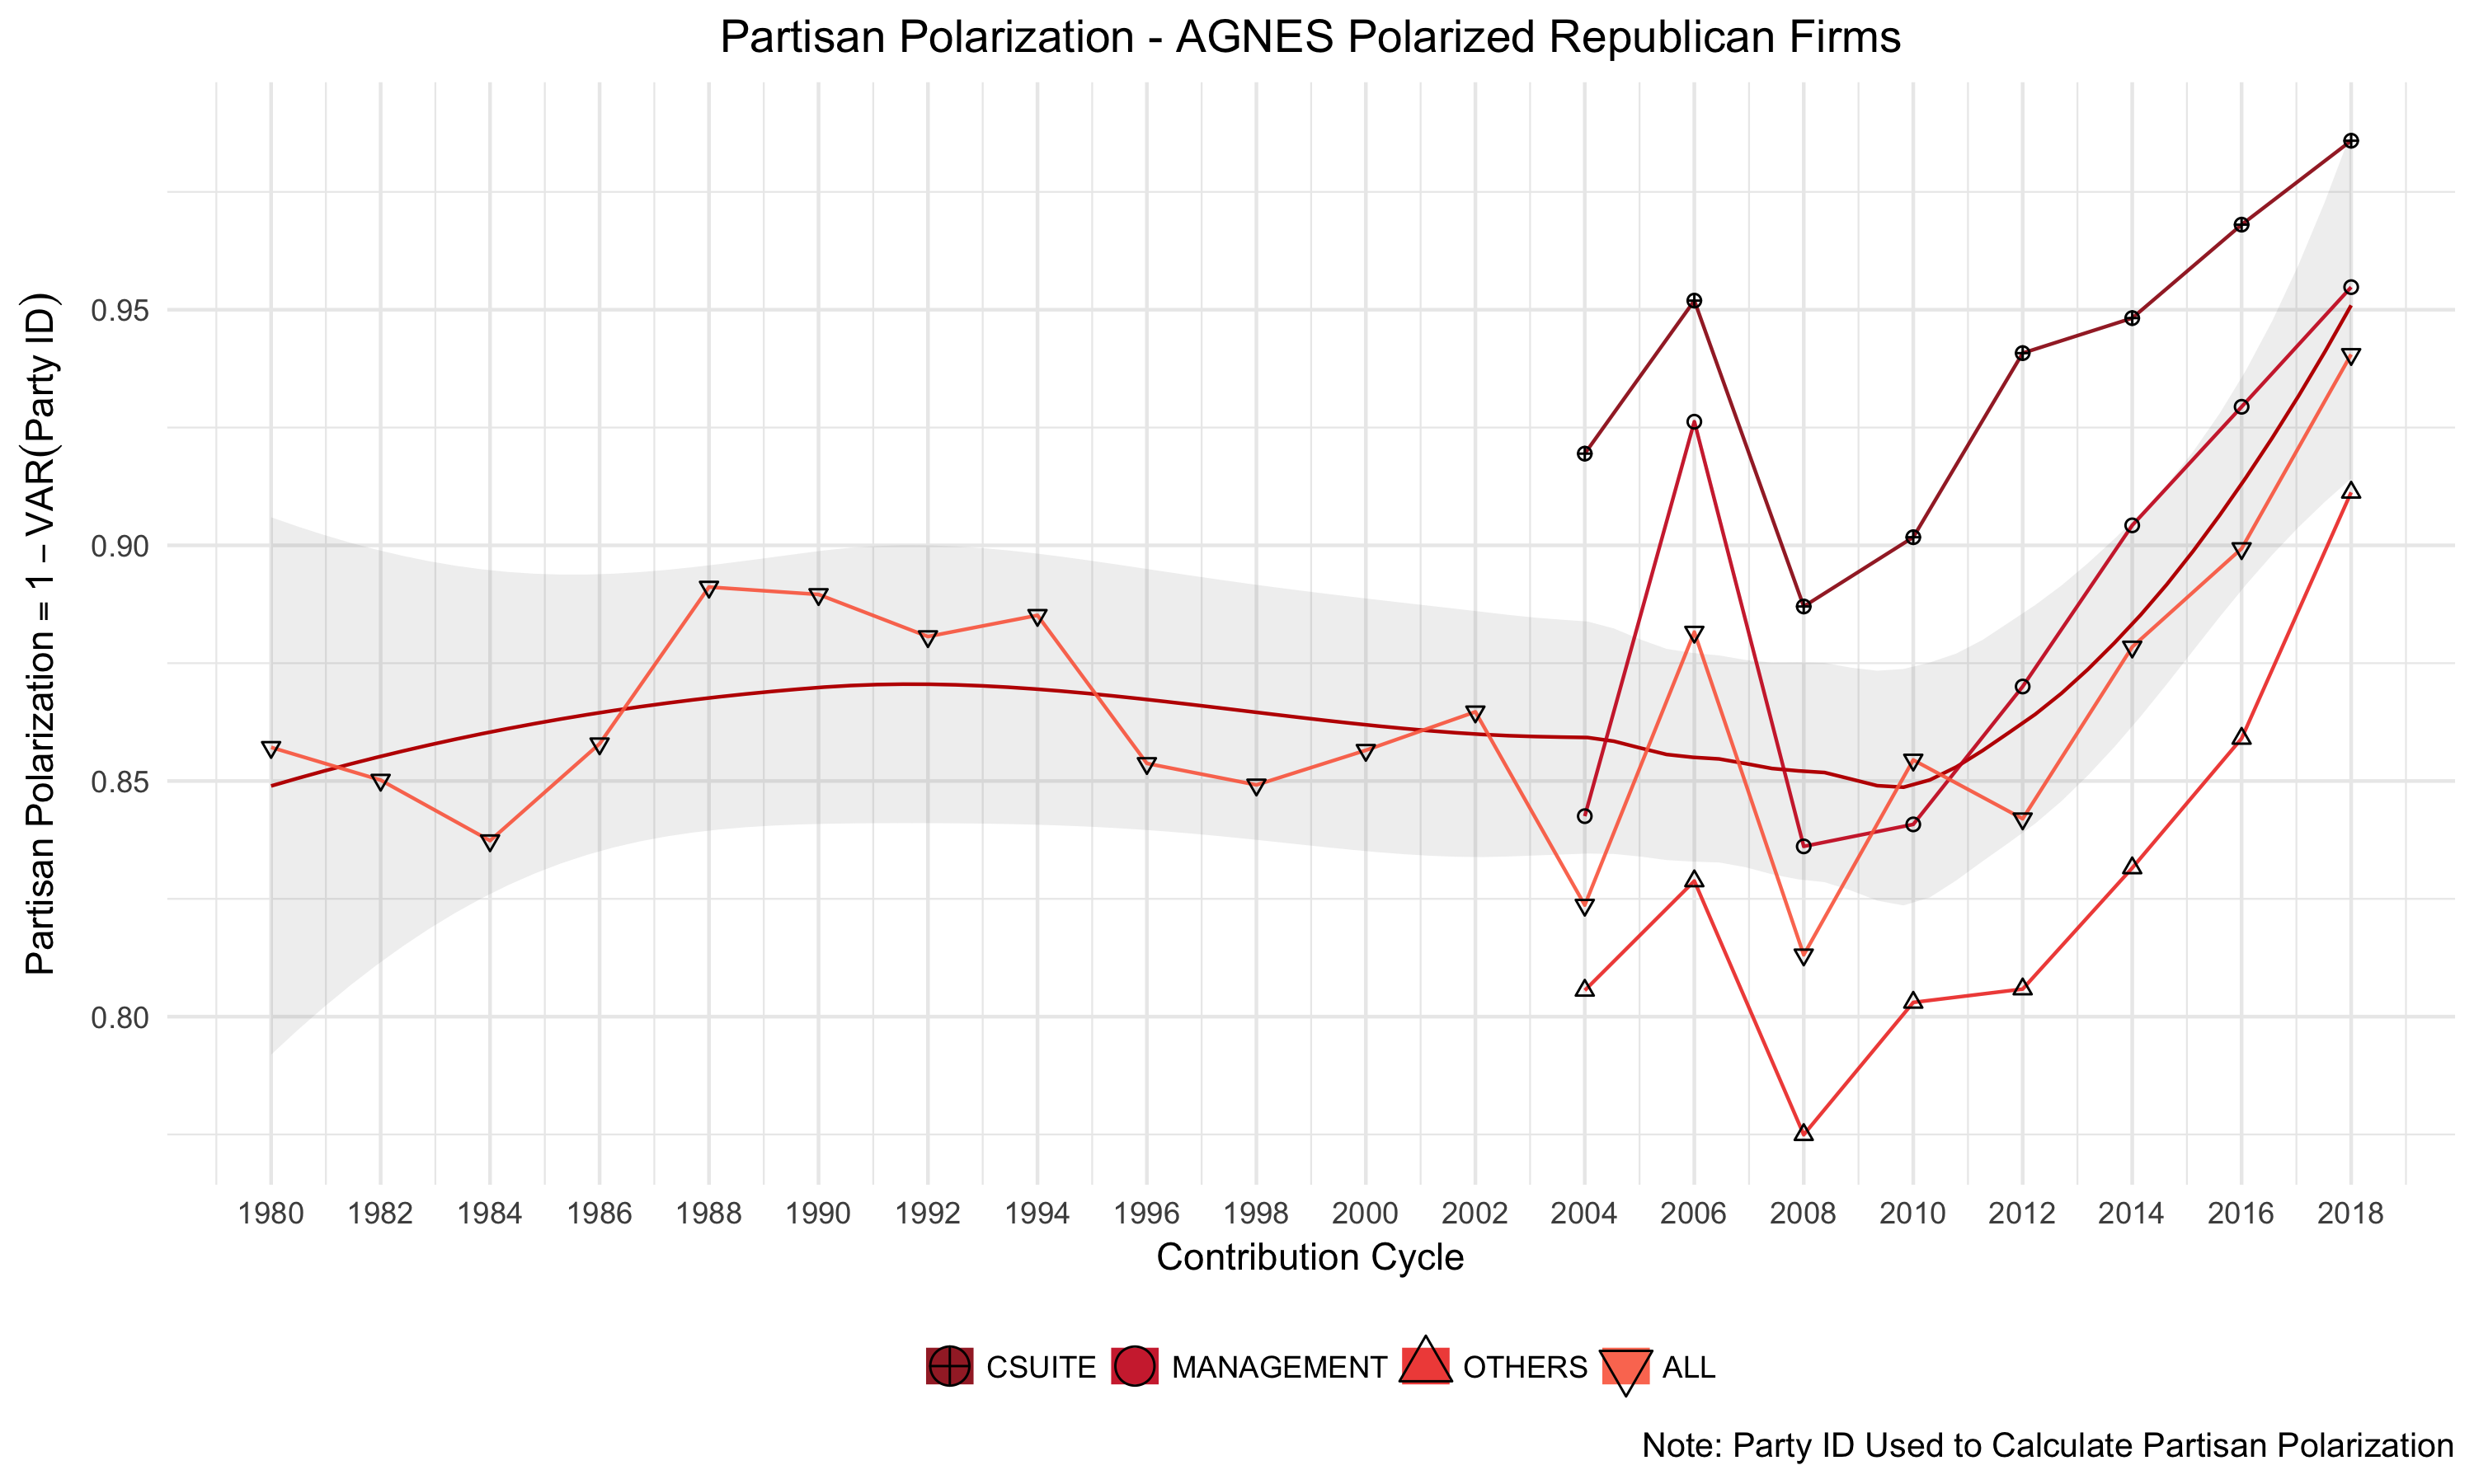 Partisan Polarization - AGNES Polarized Republican Firms
Partisan Polarization = 1 – VAR(Party ID)
0.95
0.90
0.85
0.80
1980 1982 1984 1986 1988 1990 1992 1994 1996 1998 2000 2002 2004 2006 2008 2010 2012 2014 2016 2018
Contribution Cycle
CSUITE MANAGEMENT OTHERS ALL
Note: Party ID Used to Calculate Partisan Polarization